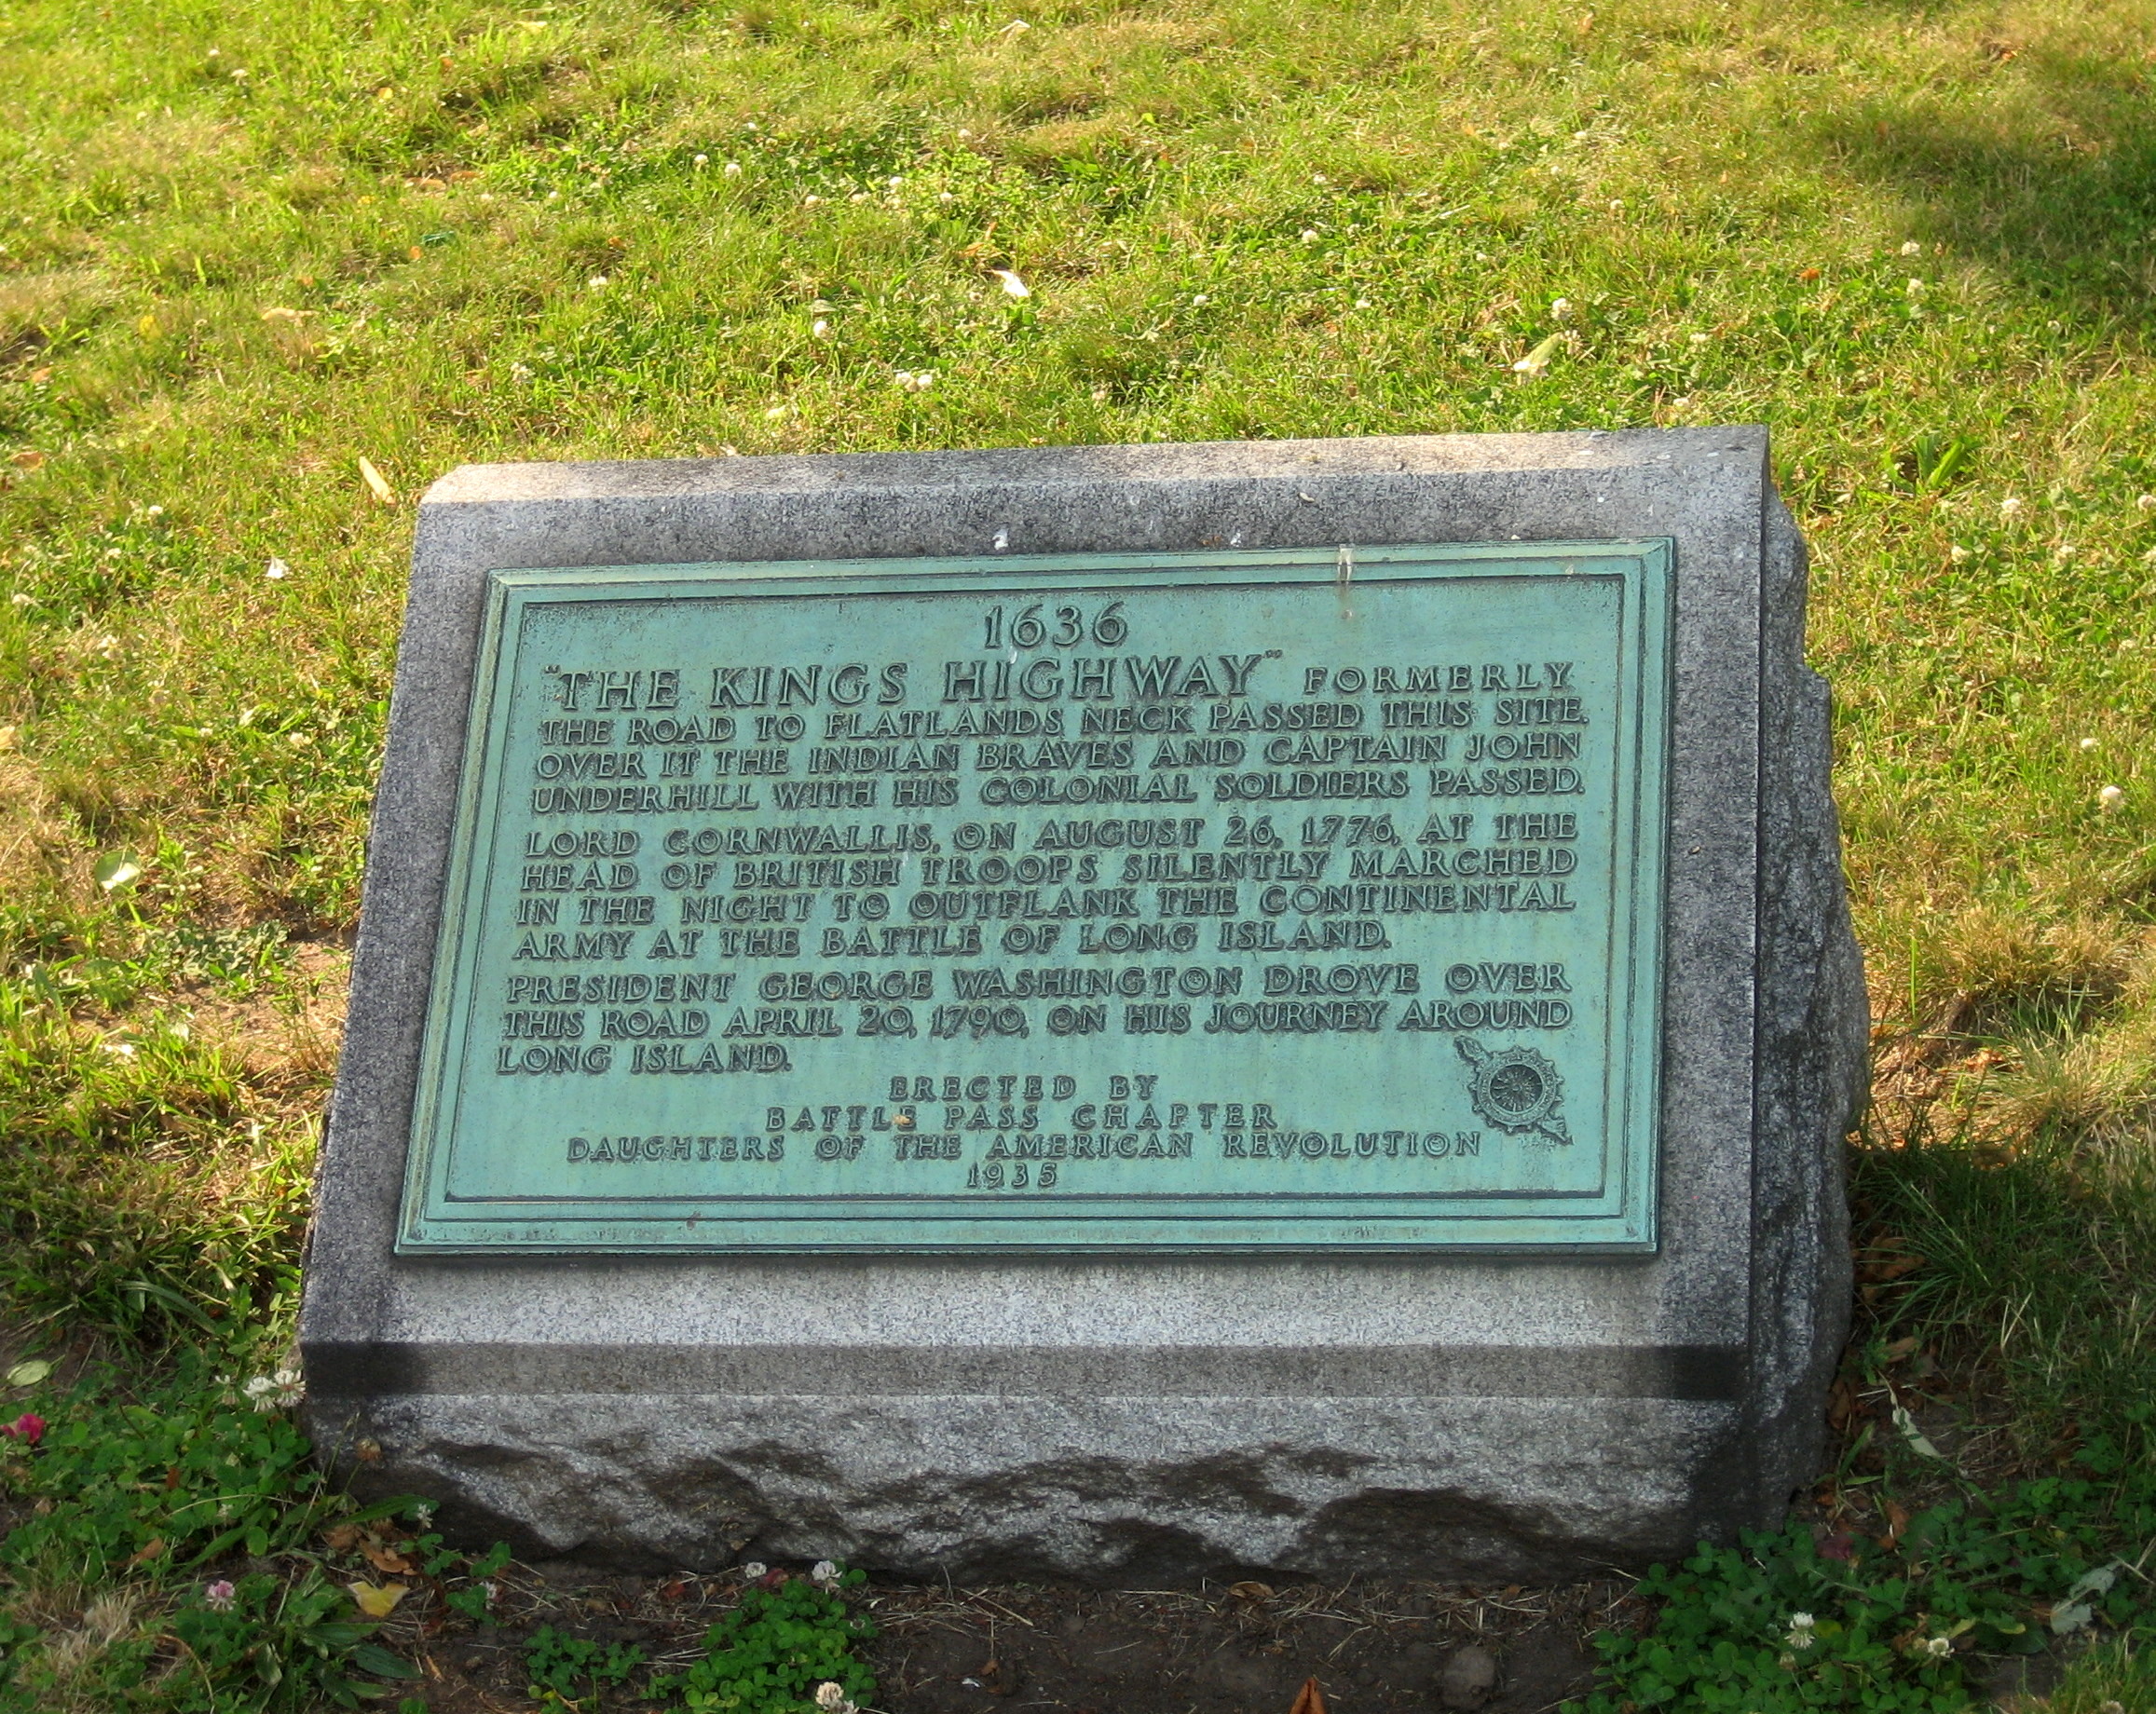 1636
"THE KINGS HIGHWAY" FORMERLY
THE ROAD TO FLATLANDS NECK PASSED THIS SITE.
OVER IT THE INDIAN BRAVES AND CAPTAIN JOHN
UNDERHILL WITH HIS COLONIAL SOLDIERS PASSED.
LORD CORNWALLIS, ON AUGUST 26, 1776, AT THE
HEAD OF BRITISH TROOPS SILENTLY MARCHED
IN THE NIGHT TO OUTFLANK THE CONTINENTAL
ARMY AT THE BATTLE OF LONG ISLAND.
PRESIDENT GEORGE WASHINGTON DROVE OVER
THIS ROAD APRIL 20, 1790, ON HIS JOURNEY AROUND
LONG ISLAND.
ERECTED BY
BATTLE PASS CHAPTER
DAUGHTERS OF THE AMERICAN REVOLUTION
1935